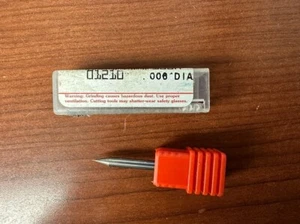 01210 .006"DIA
Warning: Grinding causes hazardous dust. Use proper
ventilation. Cutting tools may shatter-wear safety glasses.